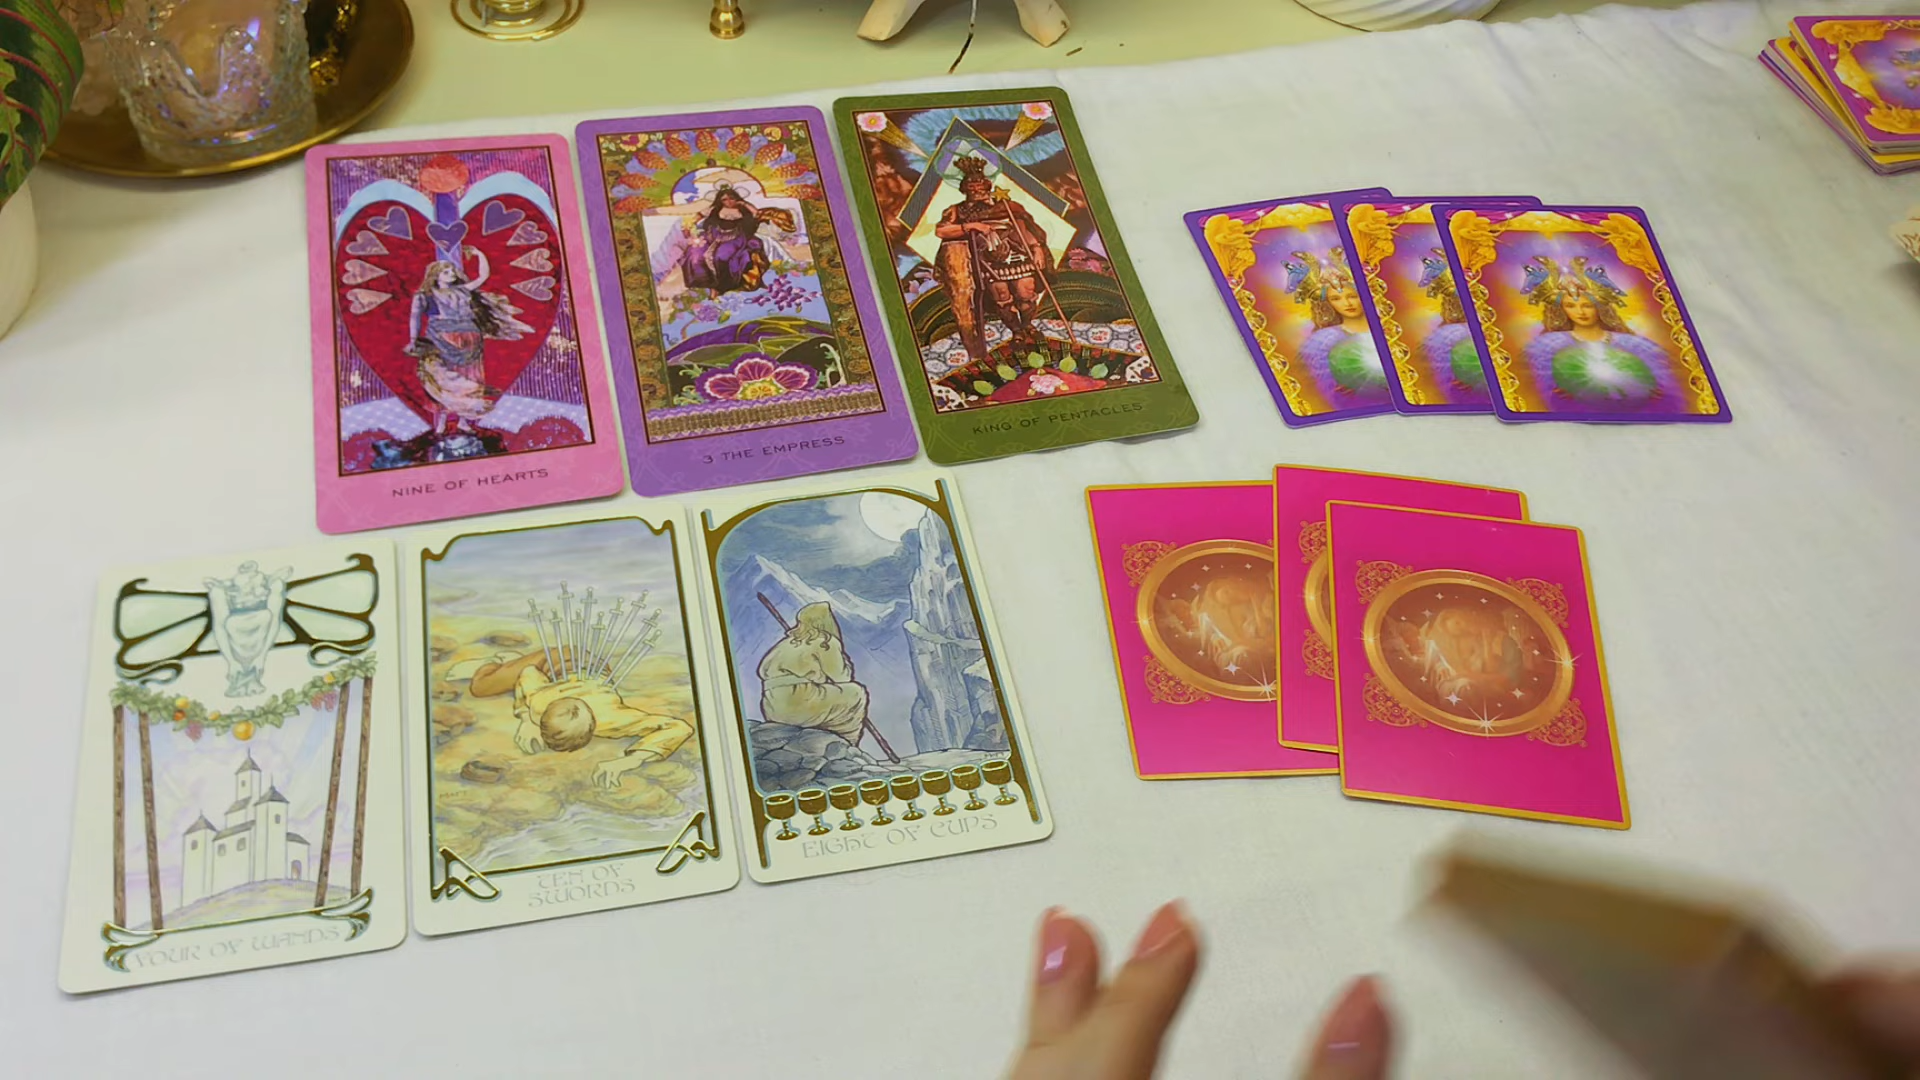 NINE OF HEARTS
3 THE EMPRESS
KING OF PENTACLES
FOUR OF WANDS
TEN OF
SWORDS
EIGHT OF CUPS